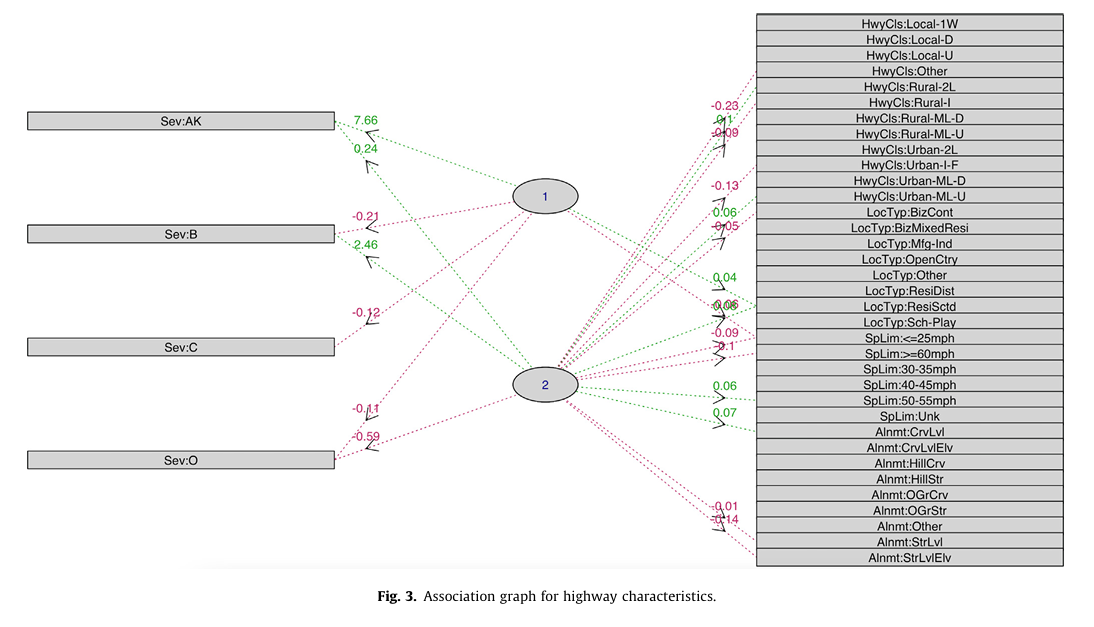 Sev:AK
Sev:B
Sev:C
Sev:O
7.66
0.24
-0.21
2.46
-0.12
-0.11
-0.59
1
2
-0.23
0.1
-0.09
-0.13
0.06
-0.05
0.04
-0.06
-0.09
-0.1
0.06
0.07
-0.01
-0.14
HwyCls:Local-1W
HwyCls:Local-D
HwyCls:Local-U
HwyCls:Other
HwyCls:Rural-2L
HwyCls:Rural-I
HwyCls:Rural-ML-D
HwyCls:Rural-ML-U
HwyCls:Urban-2L
HwyCls:Urban-I-F
HwyCls:Urban-ML-D
HwyCls:Urban-ML-U
LocTyp:BizCont
LocTyp:BizMixedResi
LocTyp:Mfg-Ind
LocTyp:OpenCtry
LocTyp:Other
LocTyp:ResiDist
LocTyp:ResiSctd
LocTyp:Sch-Play
SpLim:<=25mph
SpLim:>=60mph
SpLim:30-35mph
SpLim:40-45mph
SpLim:50-55mph
SpLim:Unk
Alnmt:CrvLvl
Alnmt:CrvLvlElv
Alnmt:HillCrv
Alnmt:HillStr
Alnmt:OGrCrv
Alnmt:OGrStr
Alnmt:Other
Alnmt:StrLvl
Alnmt:StrLvlElv
Fig. 3. Association graph for highway characteristics.